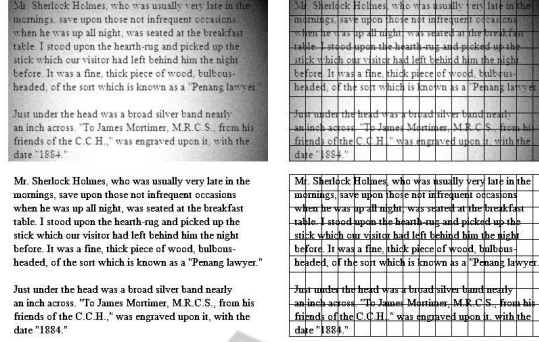 Mr. Sherlock Holmes, who was usually very late in the
mornings, save upon those not infrequent occasions
when he was up all night, was seated at the breakfast
table. I stood upon the hearth-rug and picked up the
stick which our visitor had left behind him the night
before. It was a fine, thick piece of wood, bulbous-
headed, of the sort which is known as a "Penang lawyer."
Just under the head was a broad silver band nearly
an inch across. "To James Mortimer, M.R.C.S., from his
friends of the C.C.H.," was engraved upon it, with the
date "1884."
Mr. Sherlock Holmes, who was usually very late in the
mornings, save upon those not infrequent occasions
when he was up all night, was seated at the breakfast
table. I stood upon the hearth-rug and picked up the
stick which our visitor had left behind him the night
before. It was a fine, thick piece of wood, bulbous-
headed, of the sort which is known as a "Penang lawyer."
Just under the head was a broad silver band nearly
an inch across. "To James Mortimer, M.R.C.S., from his
friends of the C.C.H.," was engraved upon it, with the
date "1884."
Mr. Sherlock Holmes, who was usually very late in the
mornings, save upon those not infrequent occasions
when he was up all night, was seated at the breakfast
table. I stood upon the hearth-rug and picked up the
stick which our visitor had left behind him the night
before. It was a fine, thick piece of wood, bulbous-
headed, of the sort which is known as a "Penang lawyer."
Just under the head was a broad silver band nearly
an inch across. "To James Mortimer, M.R.C.S., from his
friends of the C.C.H.," was engraved upon it, with the
date "1884."
Mr. Sherlock Holmes, who was usually very late in the
mornings, save upon those not infrequent occasions
when he was up all night, was seated at the breakfast
table. I stood upon the hearth-rug and picked up the
stick which our visitor had left behind him the night
before. It was a fine, thick piece of wood, bulbous-
headed, of the sort which is known as a "Penang lawyer.
Just under the head was a broad silver band nearly
an inch across. "To James Mortimer, M.R.C.S., from his
friends of the C.C.H.," was engraved upon it, with the
date "1884."